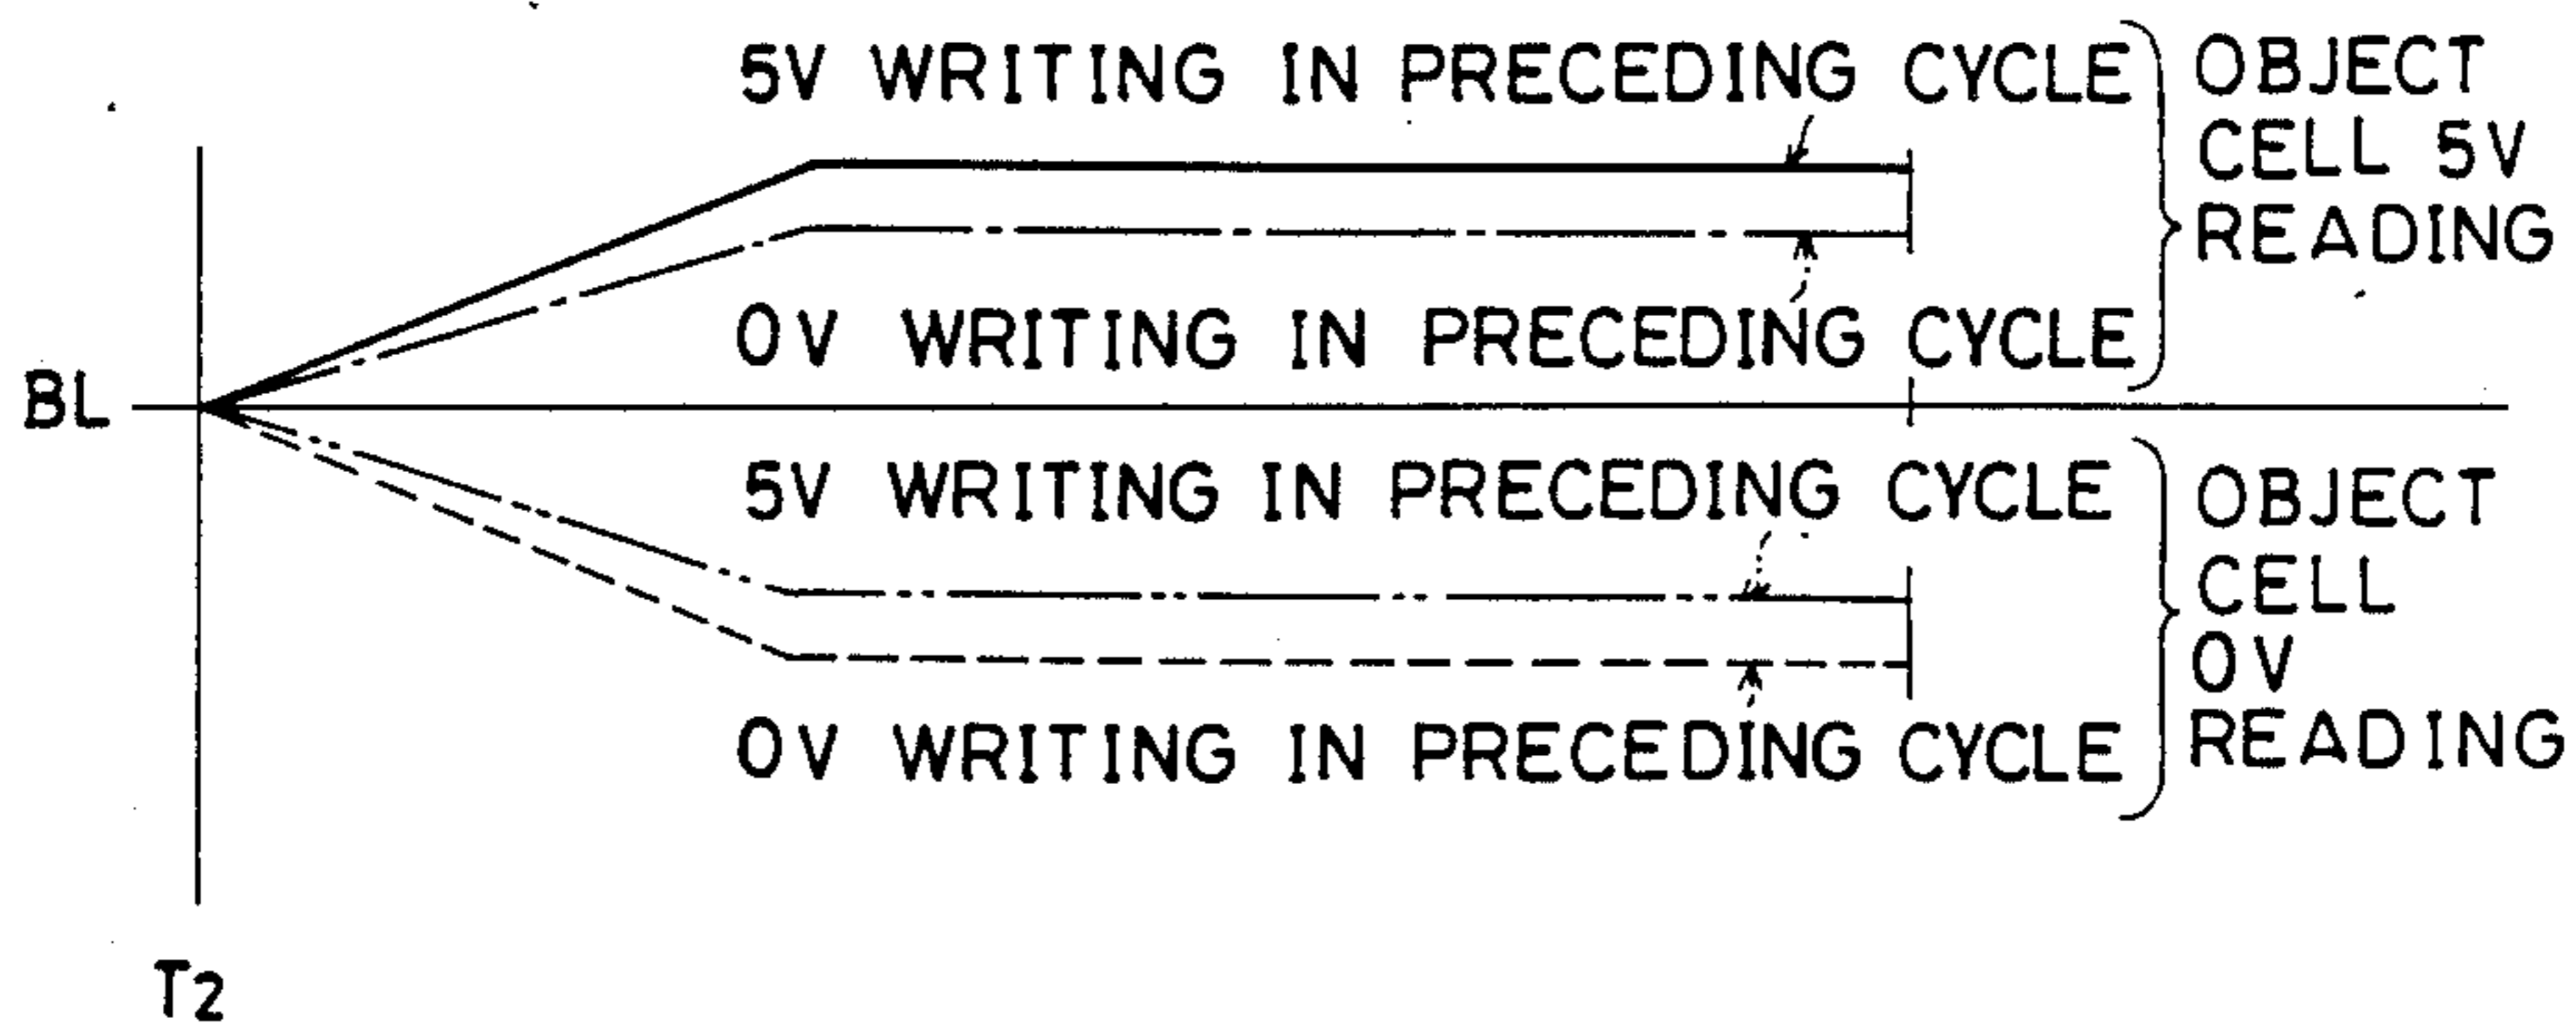 5V WRITING IN PRECEDING CYCLE
OBJECT
CELL 5V
READING
0V WRITING IN PRECEDING CYCLE
BL
5V WRITING IN PRECEDING CYCLE
OBJECT
CELL
0V
READING
0V WRITING IN PRECEDING CYCLE
T2